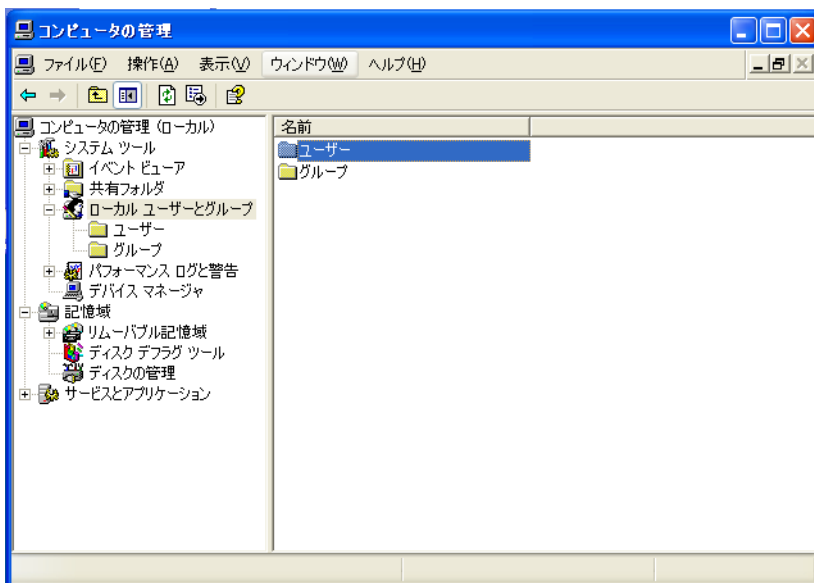 コンピュータの管理
ファイル(F) 操作(A) 表示(V) ウィンドウ(W) ヘルプ(H)
コンピュータの管理 (ローカル)
システム ツール
イベント ビューア
共有フォルダ
ローカル ユーザーとグループ
ユーザー
グループ
パフォーマンス ログと警告
デバイス マネージャ
記憶域
リムーバブル記憶域
ディスク デフラグ ツール
ディスクの管理
サービスとアプリケーション
名前
ユーザー
グループ